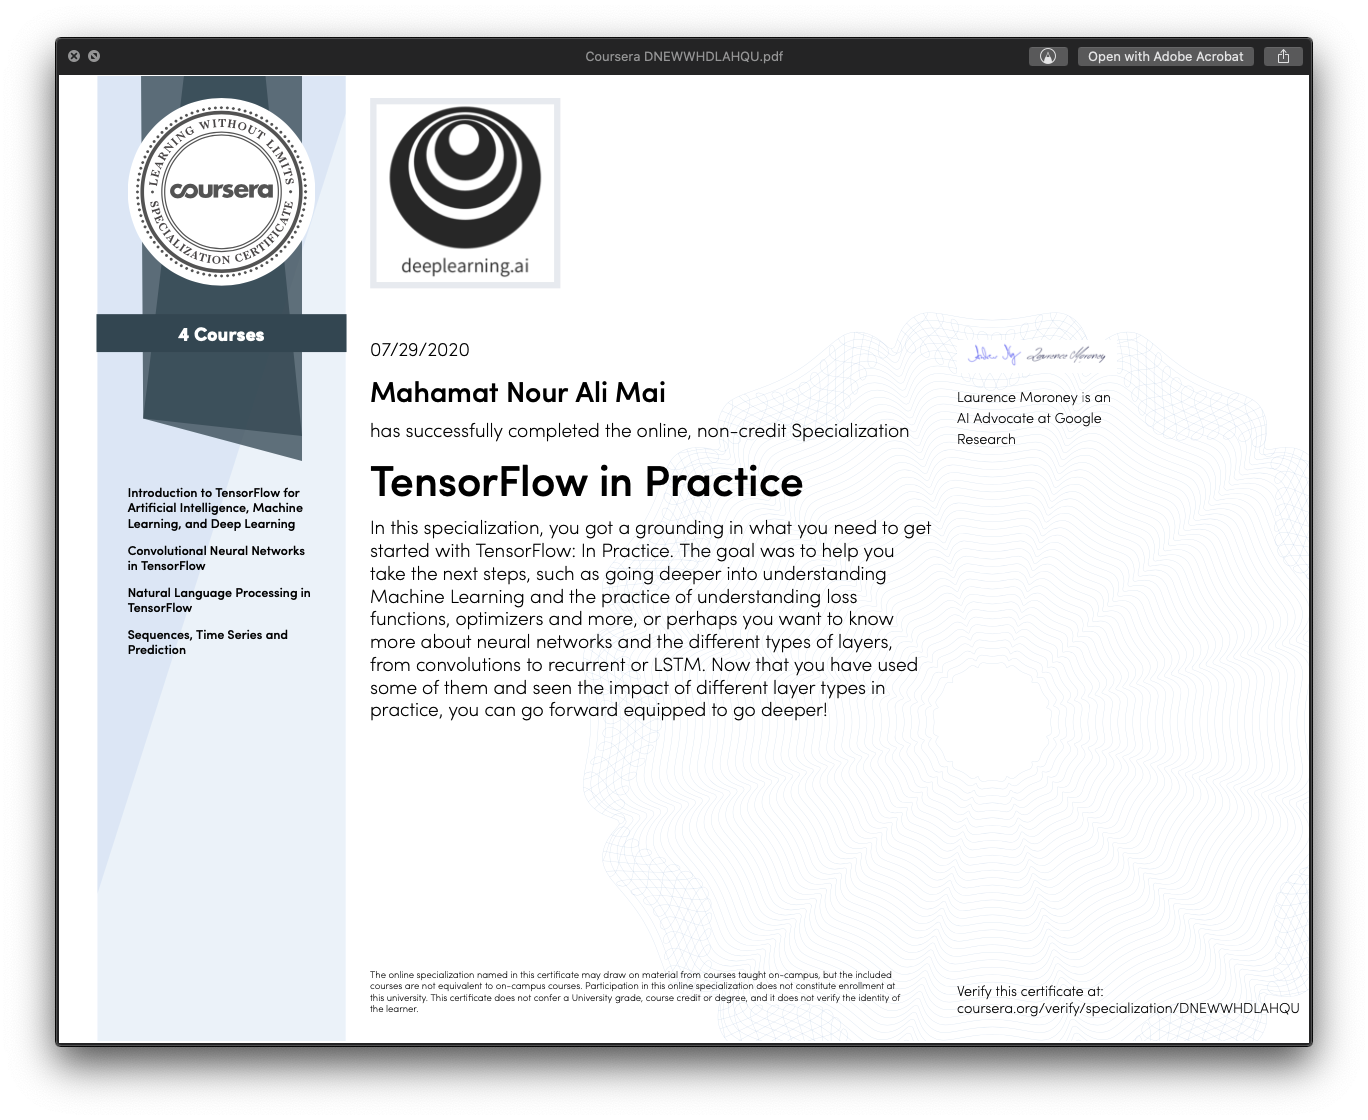 Coursera DNEWWHDLAHQU.pdf
Open with Adobe Acrobat
LEARNING WITHOUT LIMITS
coursera
SPECIALIZATION CERTIFICATE
4 Courses
Introduction to TensorFlow for
Artificial Intelligence, Machine
Learning, and Deep Learning
Convolutional Neural Networks
in TensorFlow
Natural Language Processing in
TensorFlow
Sequences, Time Series and
Prediction
deeplearning.ai
07/29/2020
Mahamat Nour Ali Mai
has successfully completed the online, non-credit Specialization
TensorFlow in Practice
In this specialization, you got a grounding in what you need to get
started with TensorFlow: In Practice. The goal was to help you
take the next steps, such as going deeper into understanding
Machine Learning and the practice of understanding loss
functions, optimizers and more, or perhaps you want to know
more about neural networks and the different types of layers,
from convolutions to recurrent or LSTM. Now that you have used
some of them and seen the impact of different layer types in
practice, you can go forward equipped to go deeper!
The online specialization named in this certificate may draw on material from courses taught on-campus, but the included
courses are not equivalent to on-campus courses. Participation in this online specialization does not constitute enrollment at
this university. This certificate does not confer a University grade, course credit or degree, and it does not verify the identity of
the learner.
Laurence Moroney
Laurence Moroney is an
AI Advocate at Google
Research
Verify this certificate at:
coursera.org/verify/specialization/DNEWWHDLAHQU